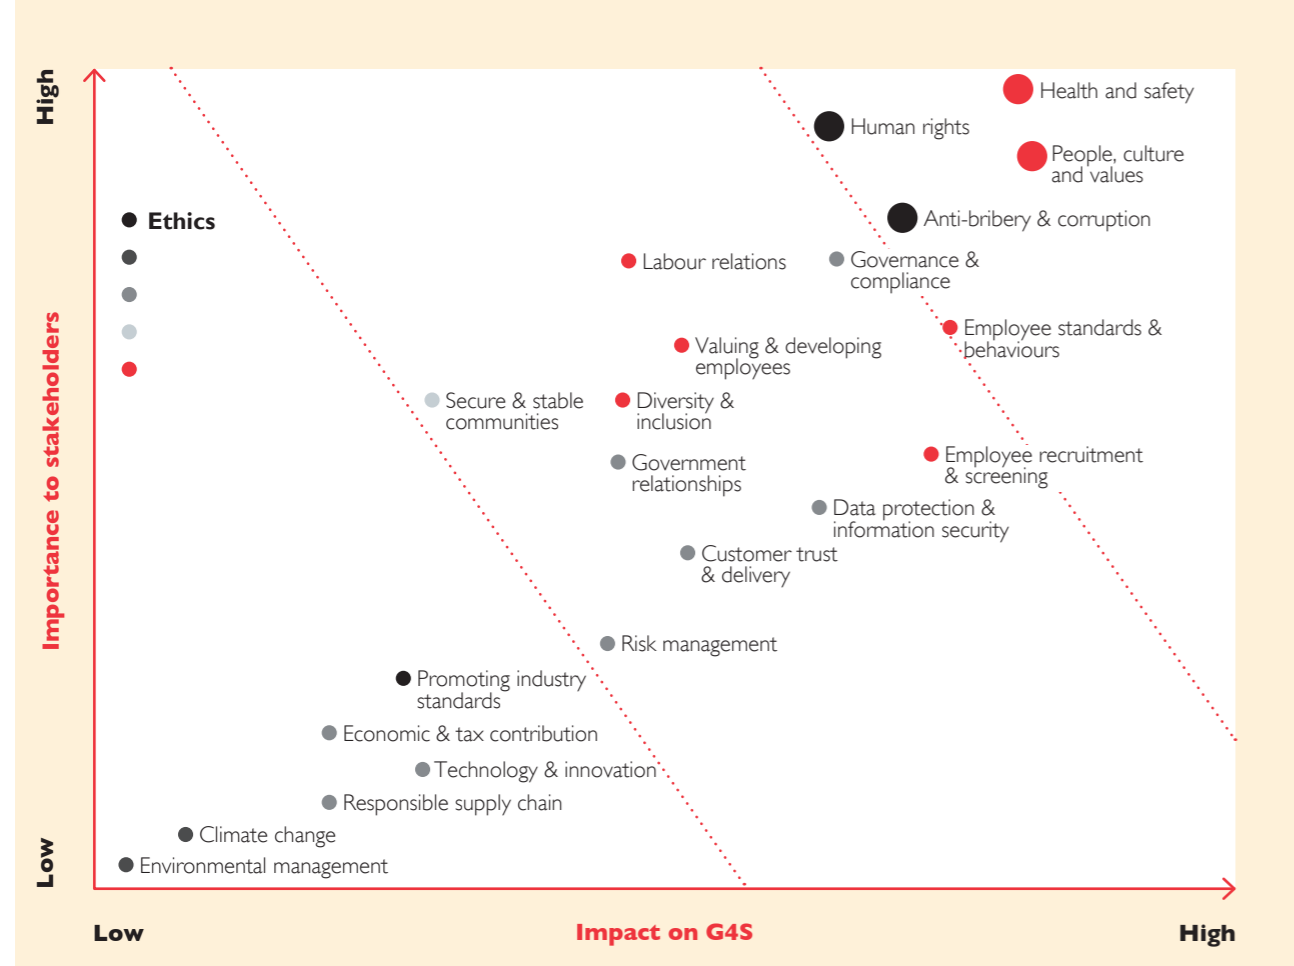 High
Health and safety
Human rights
People, culture
and values
Ethics
Anti-bribery & corruption
Labour relations
Governance &
compliance
Employee standards &
behaviours
Valuing & developing
employees
Secure & stable
communities
Diversity &
inclusion
Government
relationships
Employee recruitment
& screening
Data protection &
information security
Customer trust
& delivery
Importance to stakeholders
Risk management
Promoting industry
standards
Economic & tax contribution
Technology & innovation
Responsible supply chain
Climate change
Environmental management
Low
Low
Impact on G4S
High